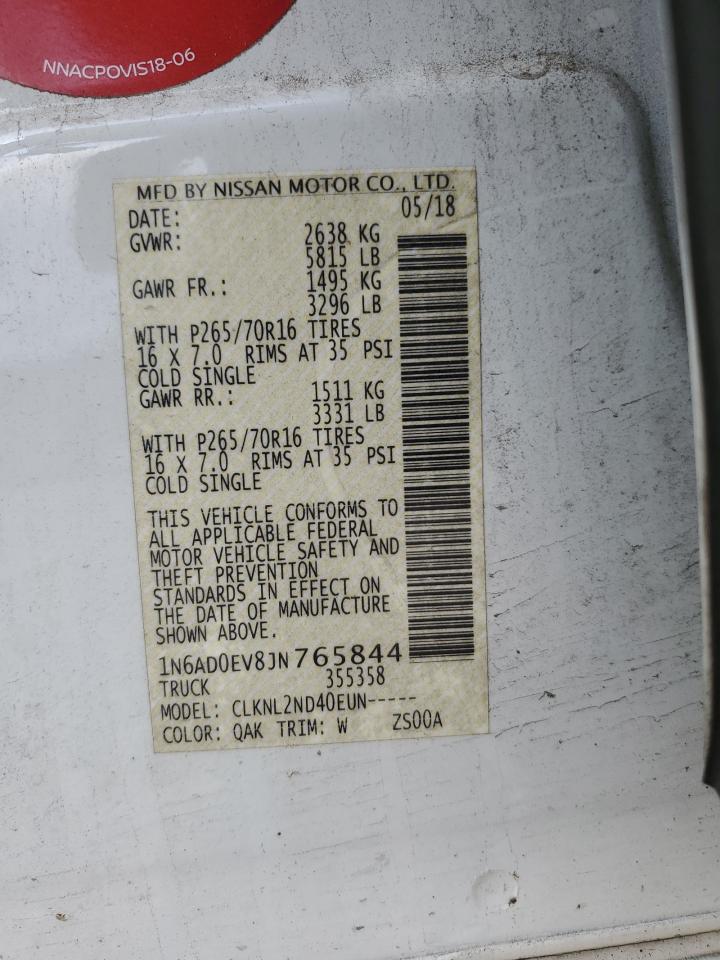 NNACPOVIS18-06
MFD BY NISSAN MOTOR CO., LTD.
DATE: 05/18
GVWR: 2638 KG
5815 LB
GAWR FR.: 1495 KG
3296 LB
WITH P265/70R16 TIRES
16 X 7.0 RIMS AT 35 PSI
COLD SINGLE
GAWR RR.: 1511 KG
3331 LB
WITH P265/70R16 TIRES
16 X 7.0 RIMS AT 35 PSI
COLD SINGLE
THIS VEHICLE CONFORMS TO
ALL APPLICABLE FEDERAL
MOTOR VEHICLE SAFETY AND
THEFT PREVENTION
STANDARDS IN EFFECT ON
THE DATE OF MANUFACTURE
SHOWN ABOVE.
1N6AD0EV8JN765844
TRUCK 355358
MODEL: CLKNL2ND40EUN-----
COLOR: QAK TRIM: W ZS00A